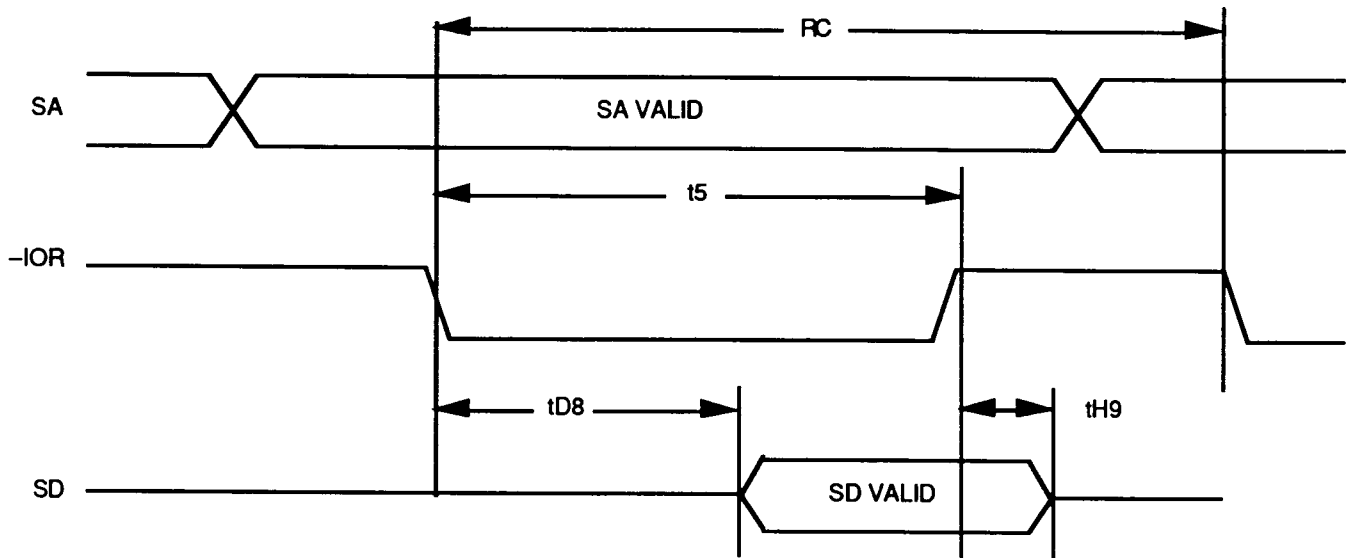 RC
SA
SA VALID
t5
–IOR
tD8
tH9
SD
SD VALID